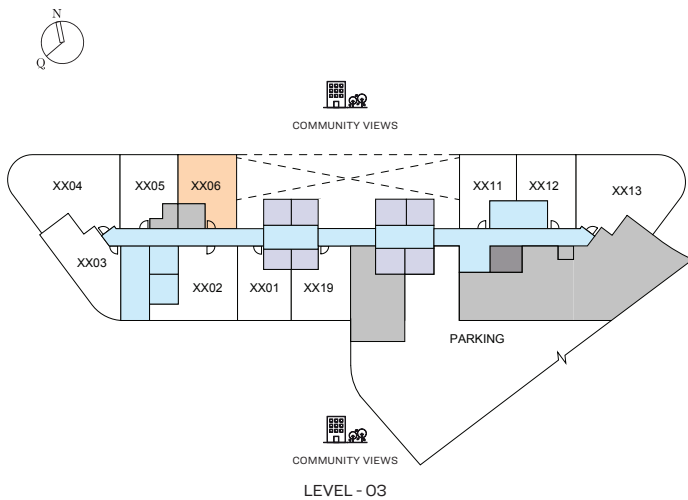 N
Q
COMMUNITY VIEWS
XX04
XX05
XX06
XX11
XX12
XX13
XX03
XX02
XX01
XX19
PARKING
N
COMMUNITY VIEWS
LEVEL - 03